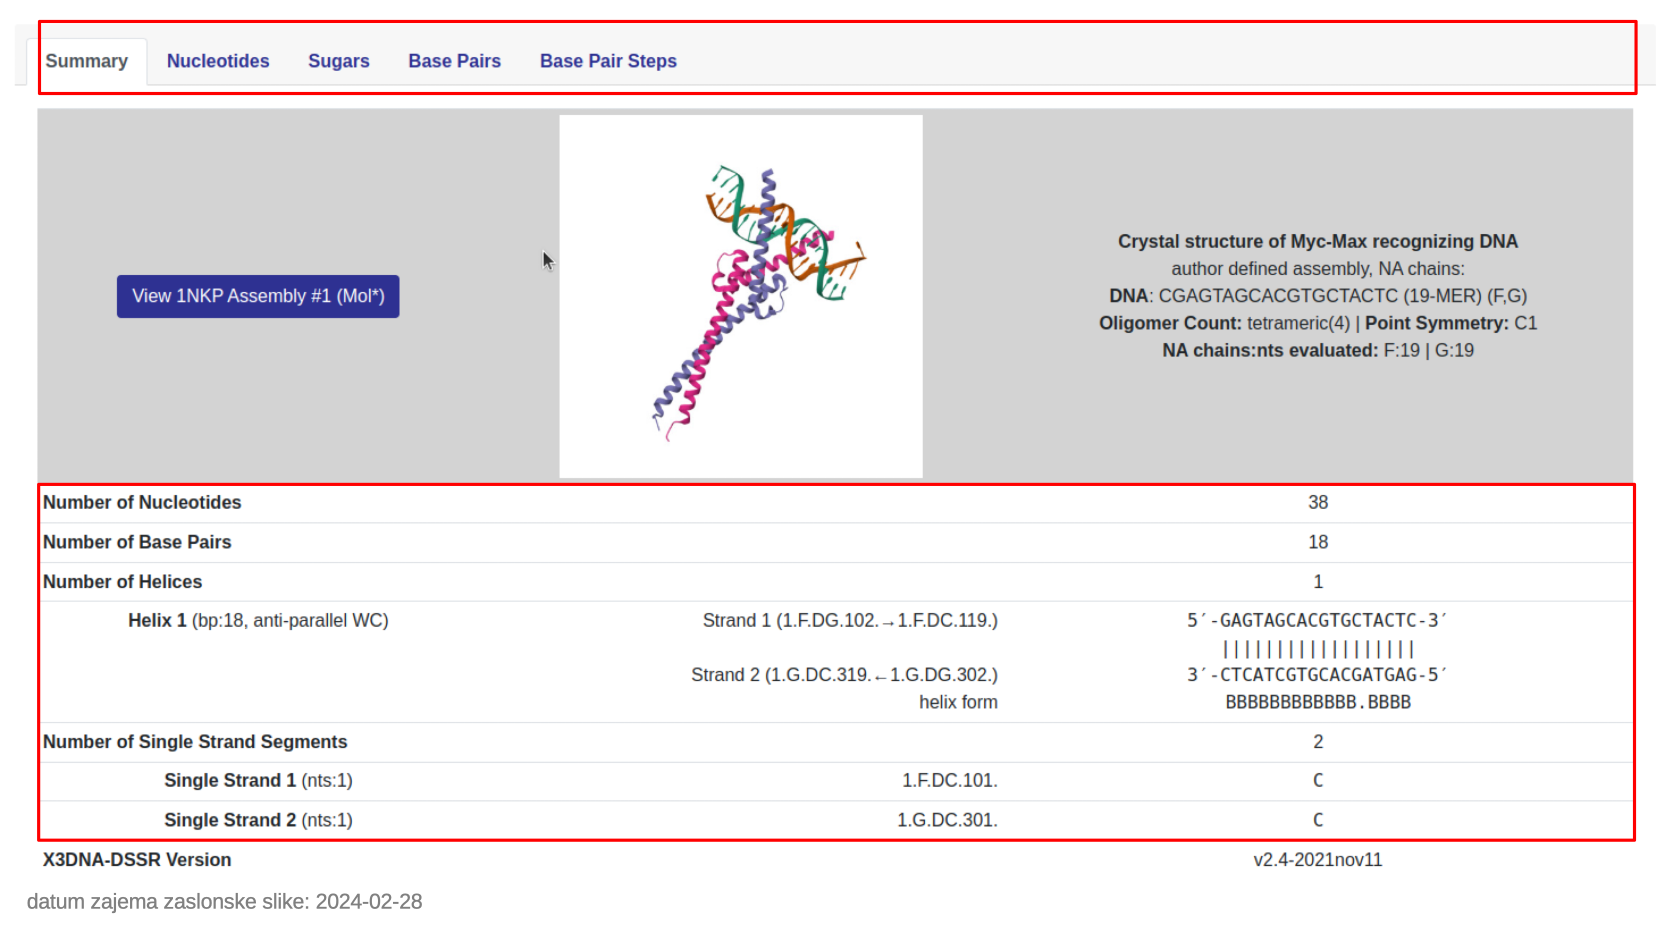 Summary Nucleotides Sugars Base Pairs Base Pair Steps
View 1NKP Assembly #1 (Mol*)
Crystal structure of Myc-Max recognizing DNA
author defined assembly, NA chains:
DNA: CGAGTAGCACGTGCTACTC (19-MER) (F,G)
Oligomer Count: tetrameric(4) | Point Symmetry: C1
NA chains:nts evaluated: F:19 | G:19
Number of Nucleotides 38
Number of Base Pairs 18
Number of Helices 1
Helix 1 (bp:18, anti-parallel WC) Strand 1 (1.F.DG.102.→1.F.DC.119.) 5´-GAGTAGCACGTGCTACTC-3´
||||||||||||||||||
Strand 2 (1.G.DC.319.←1.G.DG.302.) 3´-CTCATCGTGCACGATGAG-5´
helix form BBBBBBBBBBBB.BBBB
Number of Single Strand Segments 2
Single Strand 1 (nts:1) 1.F.DC.101. C
Single Strand 2 (nts:1) 1.G.DC.301. C
X3DNA-DSSR Version v2.4-2021nov11
datum zajema zaslonske slike: 2024-02-28